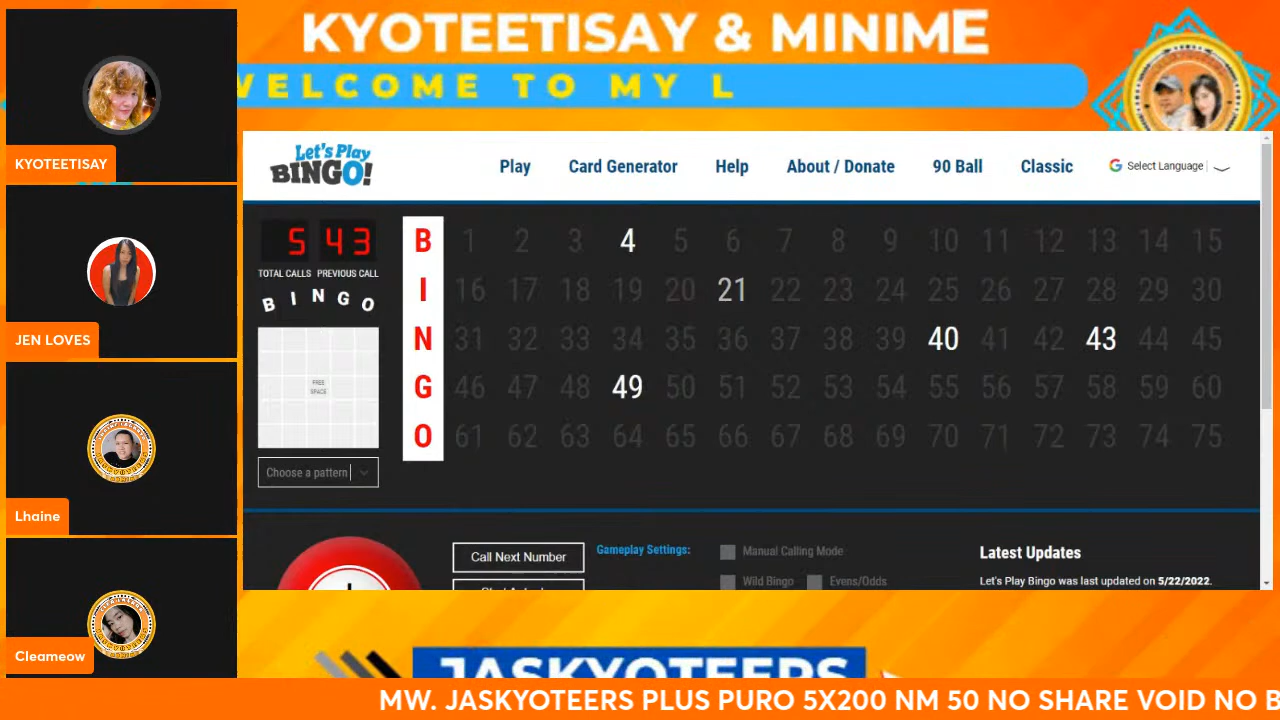 KYOTEETISAY & MINIME
WELCOME TO MY L
KYOTEETISAY
JEN LOVES
Lhaine
Cleameow
Let's Play
BINGO!
Play Card Generator Help About / Donate 90 Ball Classic G Select Language
5 43
TOTAL CALLS PREVIOUS CALL
B I N G O
FREE
SPACE
Choose a pattern
B 1 2 3 4 5 6 7 8 9 10 11 12 13 14 15
I 16 17 18 19 20 21 22 23 24 25 26 27 28 29 30
N 31 32 33 34 35 36 37 38 39 40 41 42 43 44 45
G 46 47 48 49 50 51 52 53 54 55 56 57 58 59 60
O 61 62 63 64 65 66 67 68 69 70 71 72 73 74 75
Call Next Number
Gameplay Settings:
Manual Calling Mode
Wild Bingo Evens/Odds
Latest Updates
Let's Play Bingo was last updated on 5/22/2022.
JASKYOTEERS
MW. JASKYOTEERS PLUS PURO 5X200 NM 50 NO SHARE VOID NO B